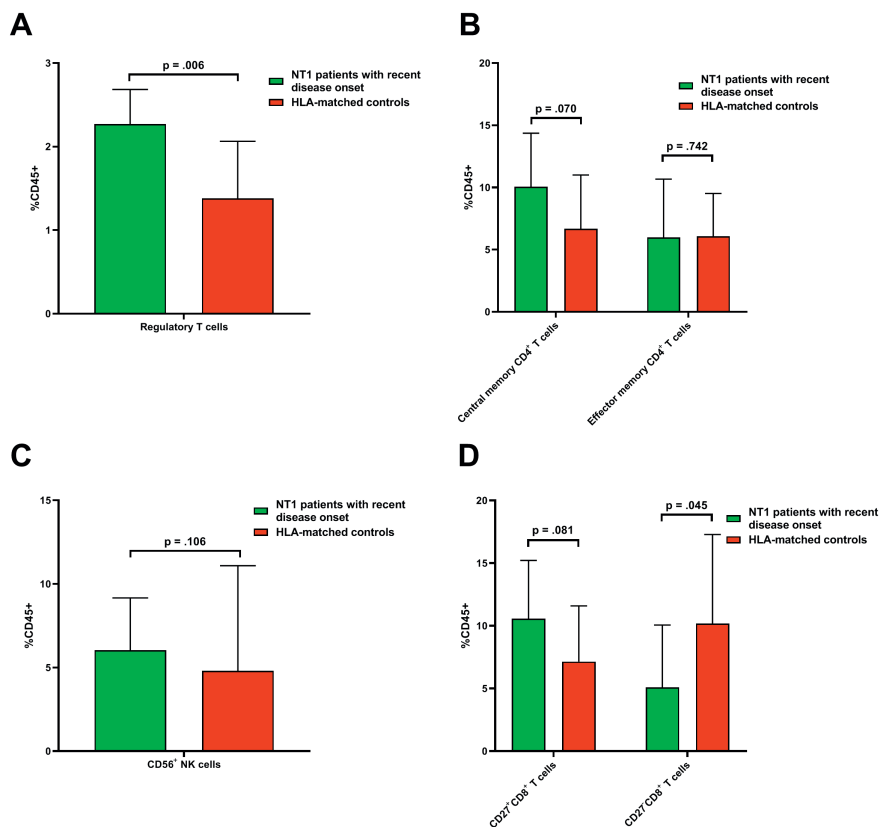 A
3
2
1
0
%CD45+
p = .006
NT1 patients with recent
disease onset
HLA-matched controls
Regulatory T cells
B
20
15
10
5
0
%CD45+
p = .070
p = .742
NT1 patients with recent
disease onset
HLA-matched controls
Central memory CD4⁺ T cells
Effector memory CD4⁺ T cells
C
15
10
5
0
%CD45+
p = .106
NT1 patients with recent
disease onset
HLA-matched controls
CD56⁺ NK cells
D
20
15
10
5
0
%CD45+
p = .081
p = .045
NT1 patients with recent
disease onset
HLA-matched controls
CD27⁺CD8⁺ T cells
CD27⁻CD8⁺ T cells